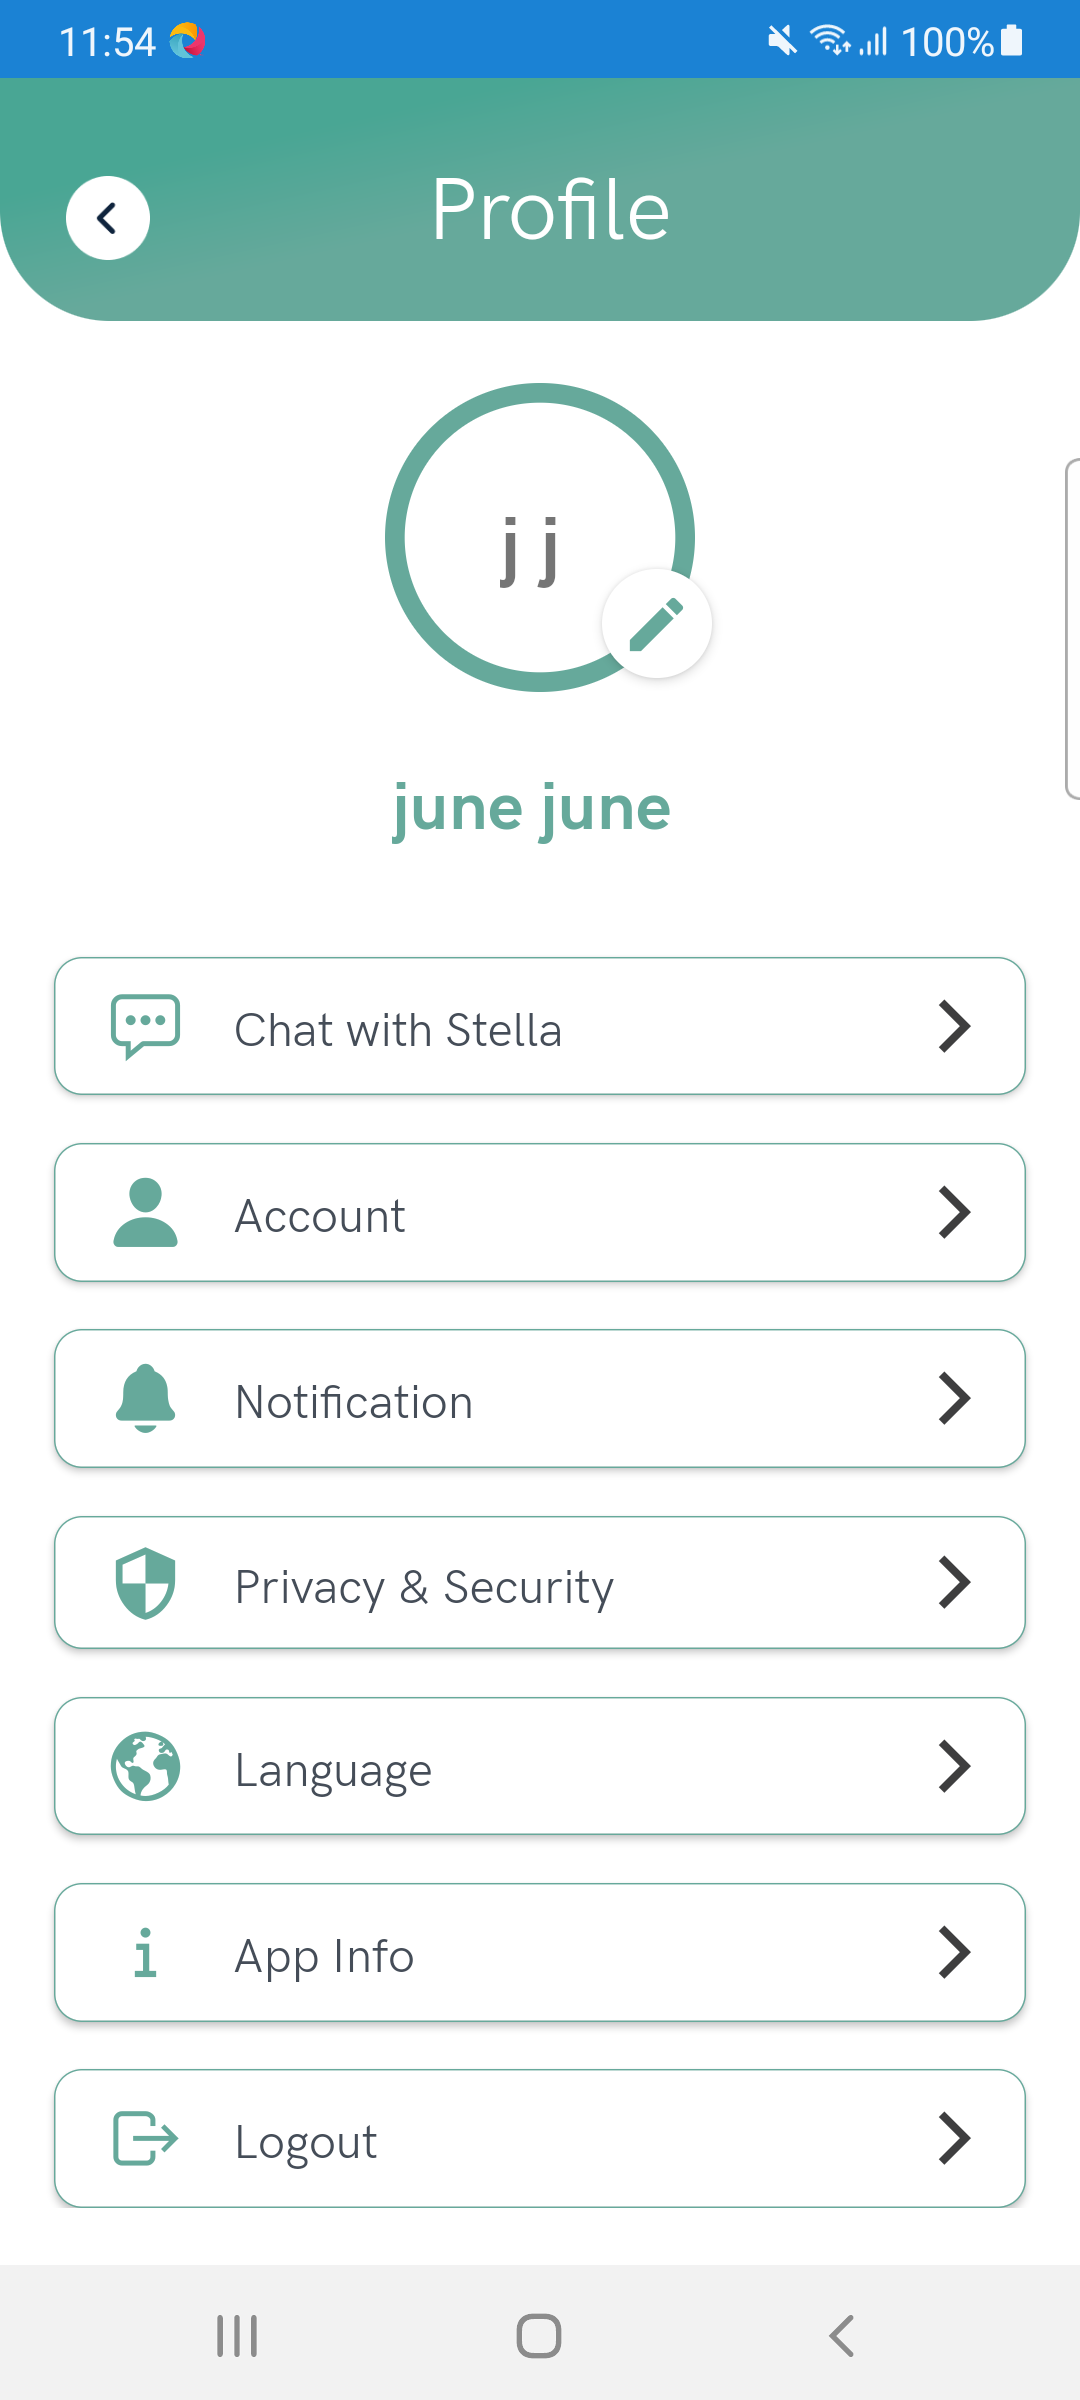 11:54
100%
Profile
j j
june june
Chat with Stella
Account
Notification
Privacy & Security
Language
App Info
Logout